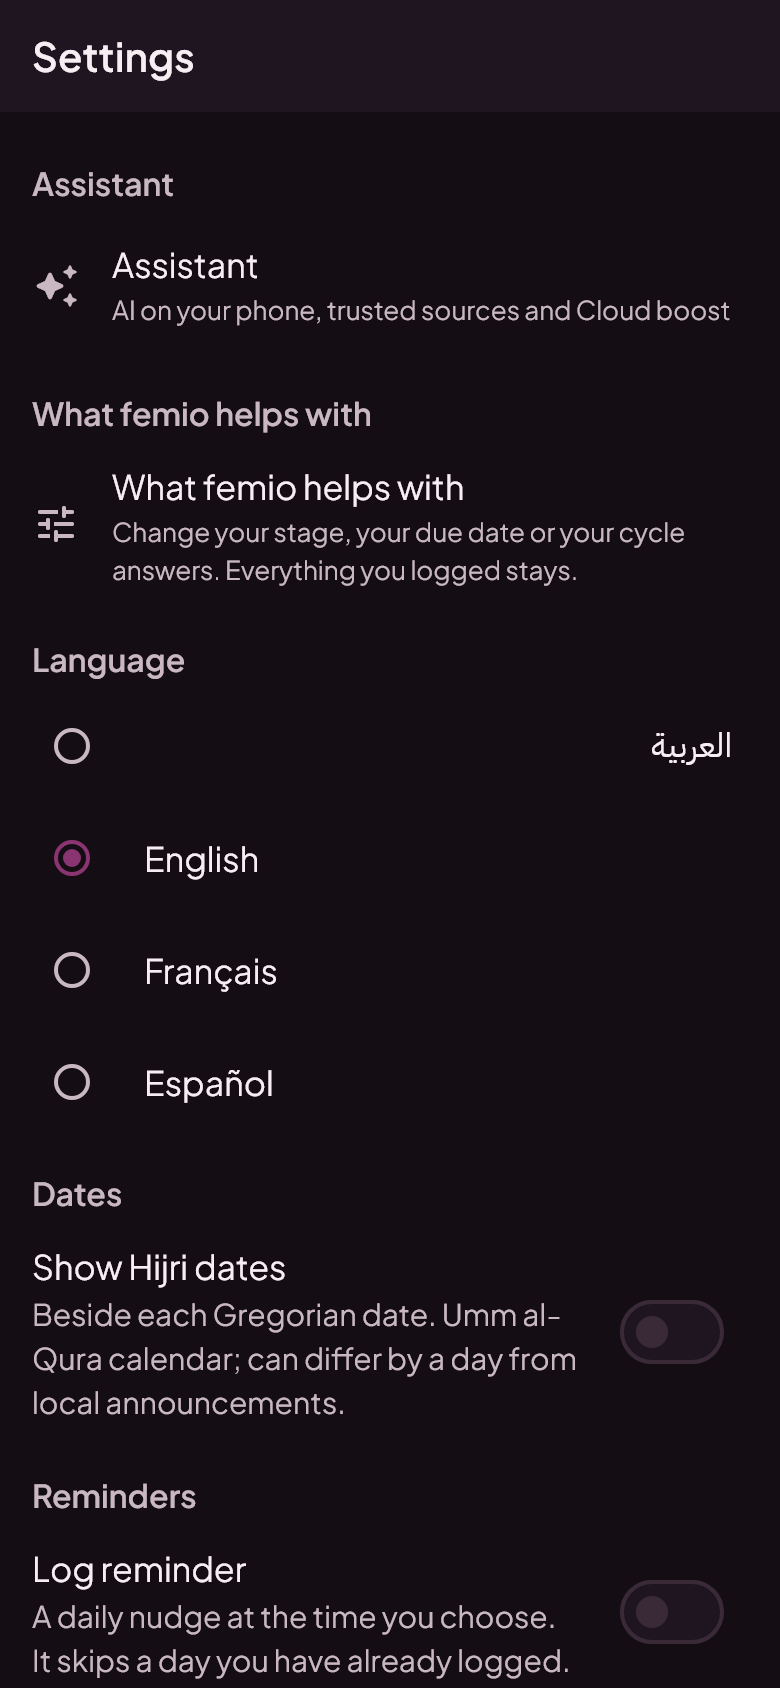 Settings
Assistant
Assistant
AI on your phone, trusted sources and Cloud boost
What femio helps with
What femio helps with
Change your stage, your due date or your cycle
answers. Everything you logged stays.
Language
العربية
English
Français
Español
Dates
Show Hijri dates
Beside each Gregorian date. Umm al-
Qura calendar; can differ by a day from
local announcements.
Reminders
Log reminder
A daily nudge at the time you choose.
It skips a day you have already logged.